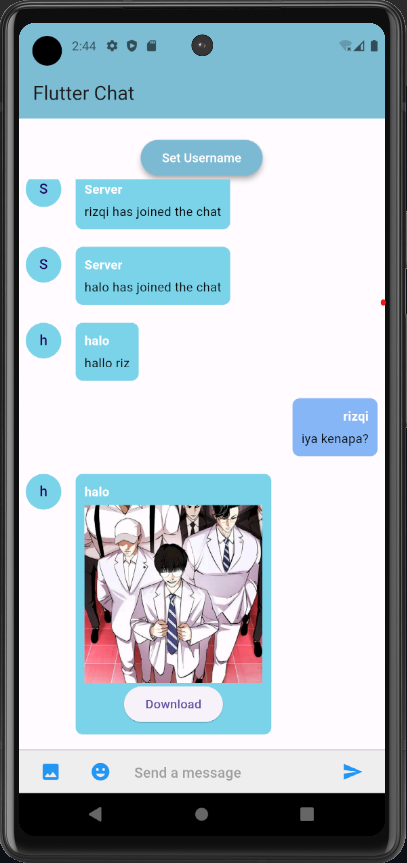 2:44
Flutter Chat
Set Username
S
Server
rizqi has joined the chat
S
Server
halo has joined the chat
h
halo
hallo riz
rizqi
iya kenapa?
h
halo
Download
Send a message